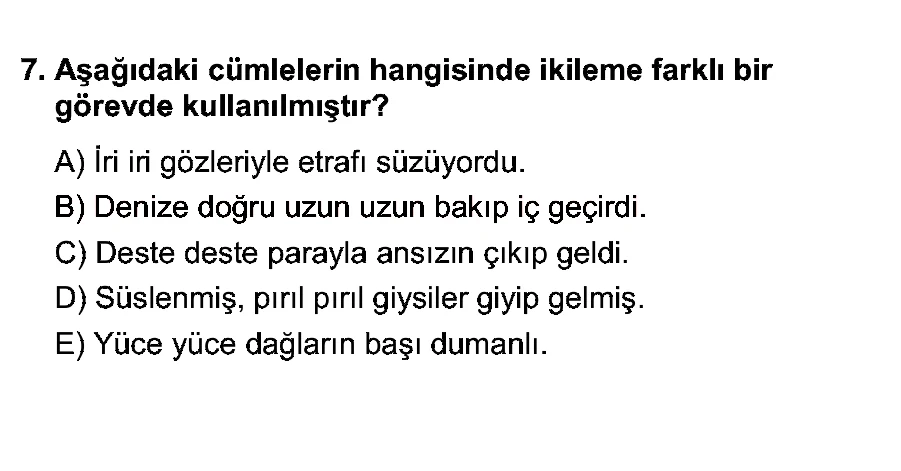 7. Aşağıdaki cümlelerin hangisinde ikileme farklı bir
görevde kullanılmıştır?
A) İri iri gözleriyle etrafı süzüyordu.
B) Denize doğru uzun uzun bakıp iç geçirdi.
C) Deste deste parayla ansızın çıkıp geldi.
D) Süslenmiş, pırıl pırıl giysiler giyip gelmiş.
E) Yüce yüce dağların başı dumanlı.